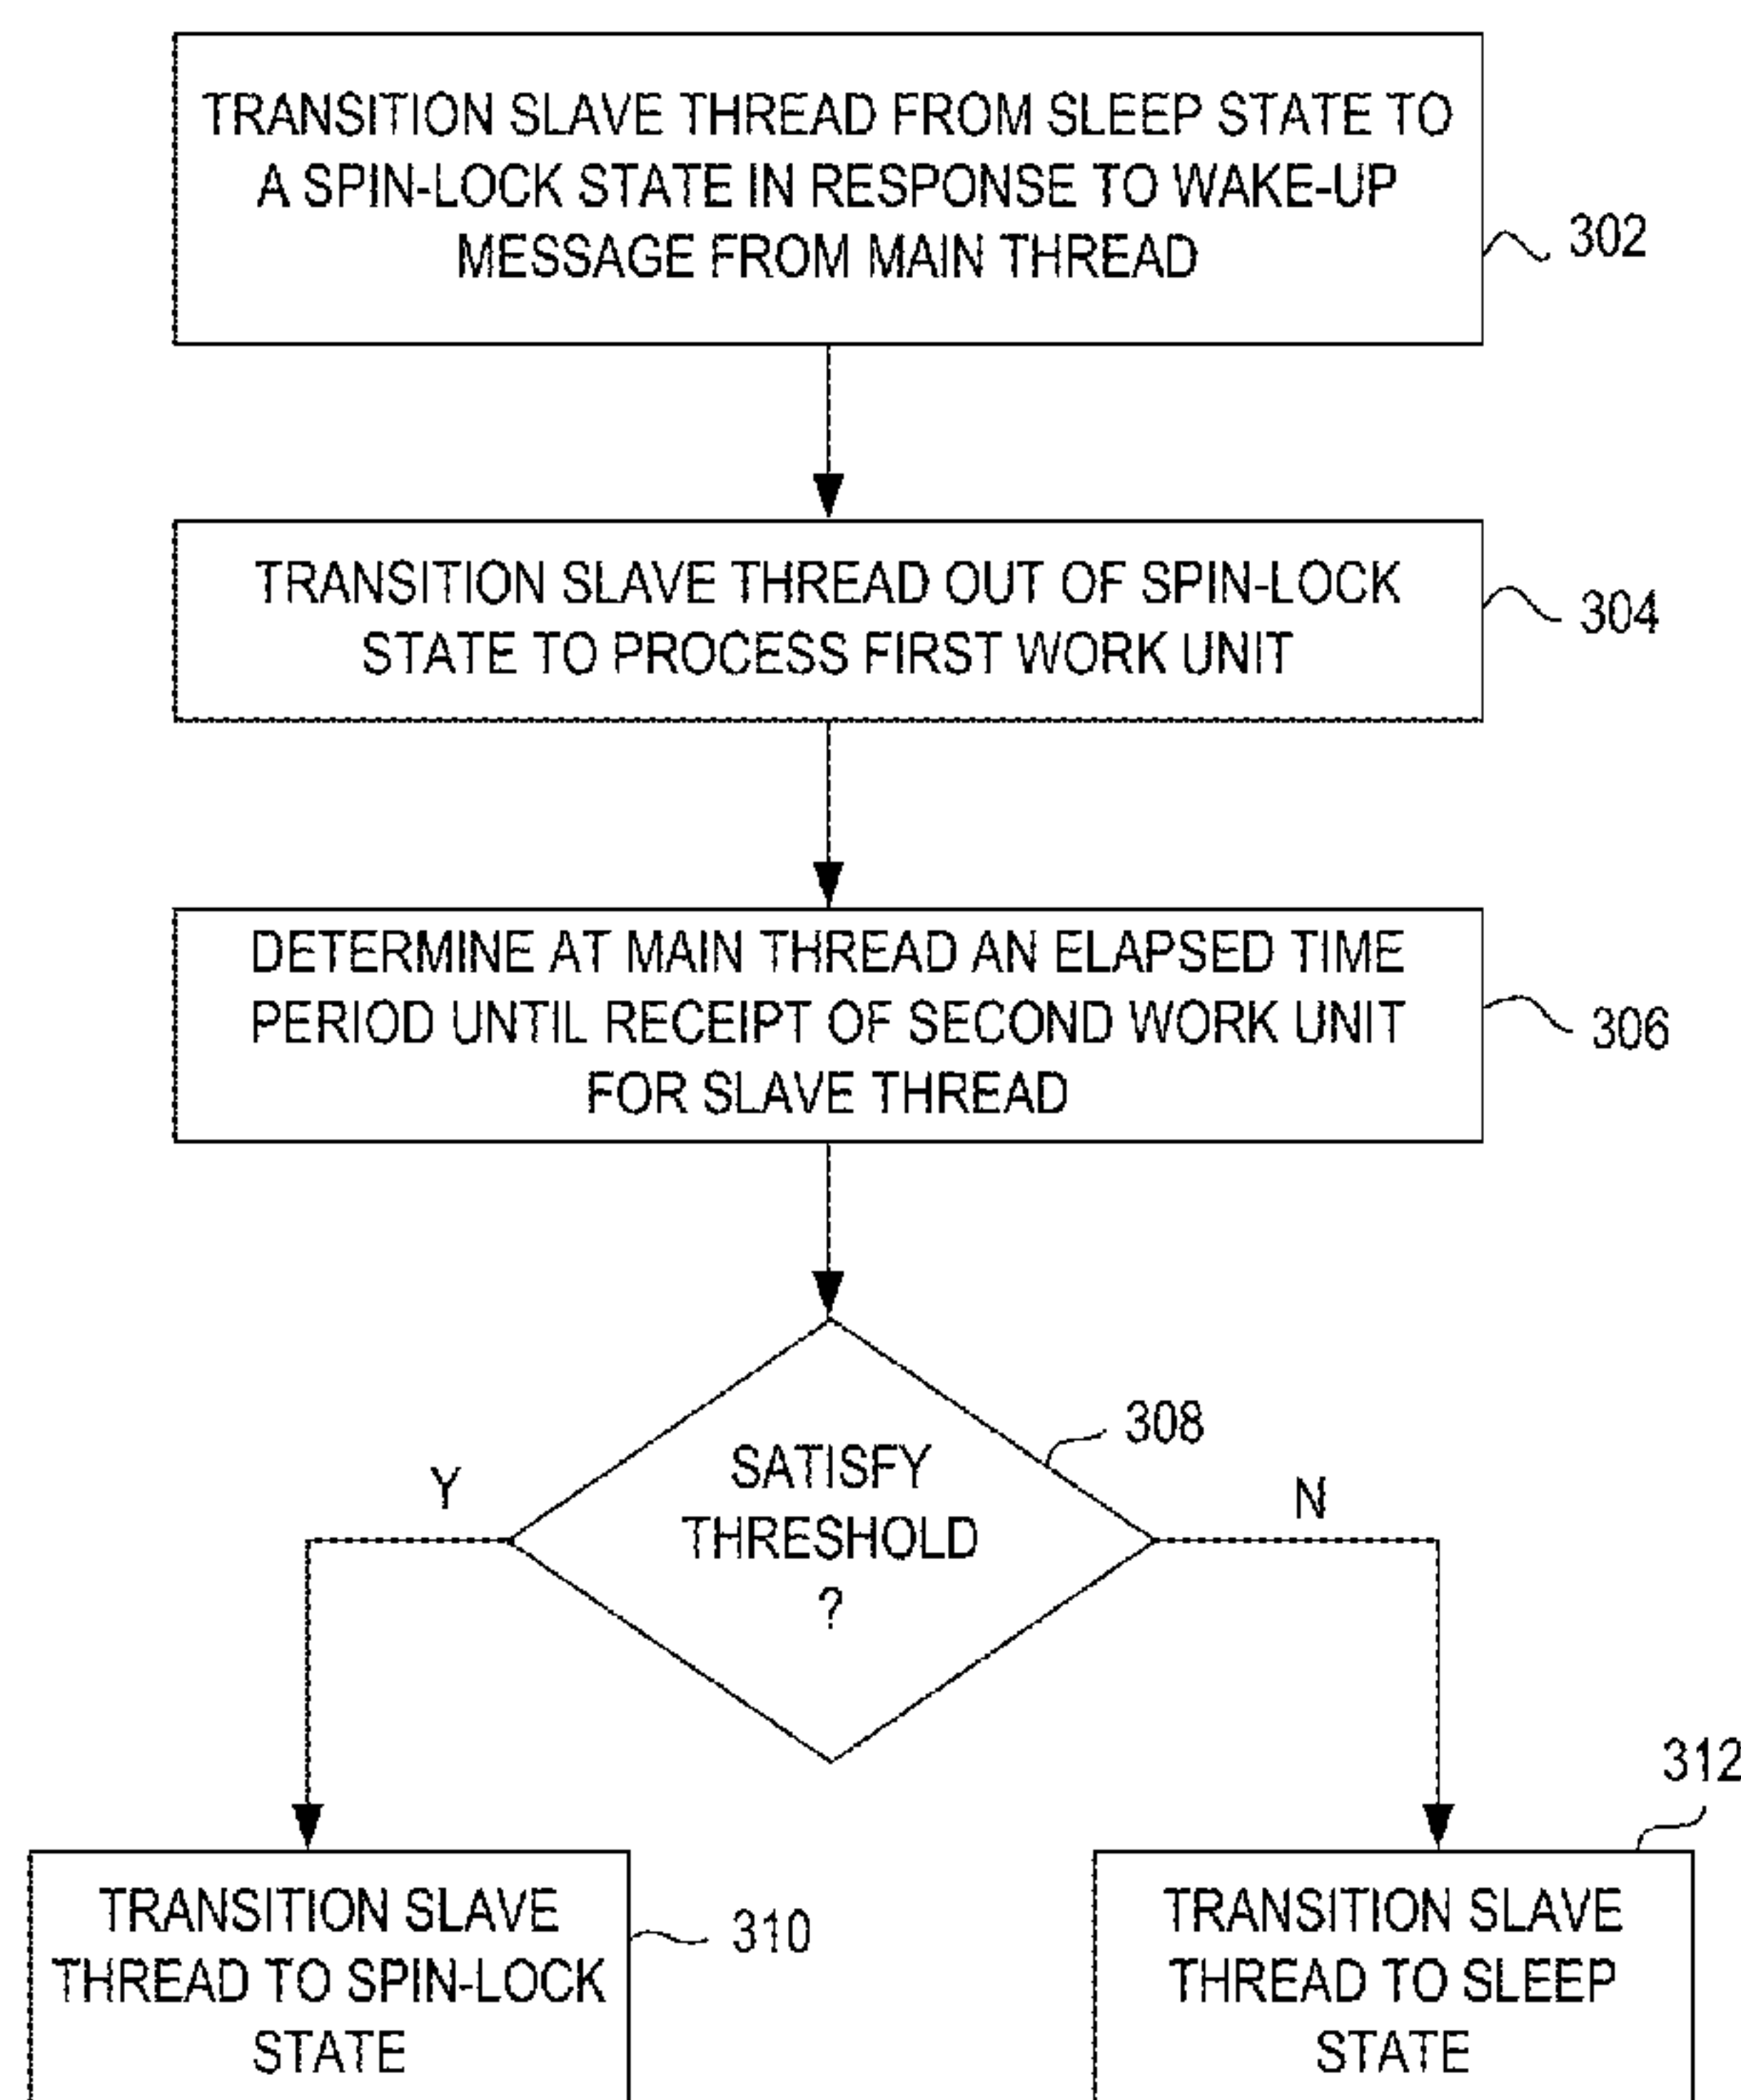 TRANSITION SLAVE THREAD FROM SLEEP STATE TO
A SPIN-LOCK STATE IN RESPONSE TO WAKE-UP
MESSAGE FROM MAIN THREAD
302
TRANSITION SLAVE THREAD OUT OF SPIN-LOCK
STATE TO PROCESS FIRST WORK UNIT
304
DETERMINE AT MAIN THREAD AN ELAPSED TIME
PERIOD UNTIL RECEIPT OF SECOND WORK UNIT
FOR SLAVE THREAD
306
308
SATISFY
THRESHOLD
?
Y
N
TRANSITION SLAVE
THREAD TO SPIN-LOCK
STATE
310
312
TRANSITION SLAVE
THREAD TO SLEEP
STATE